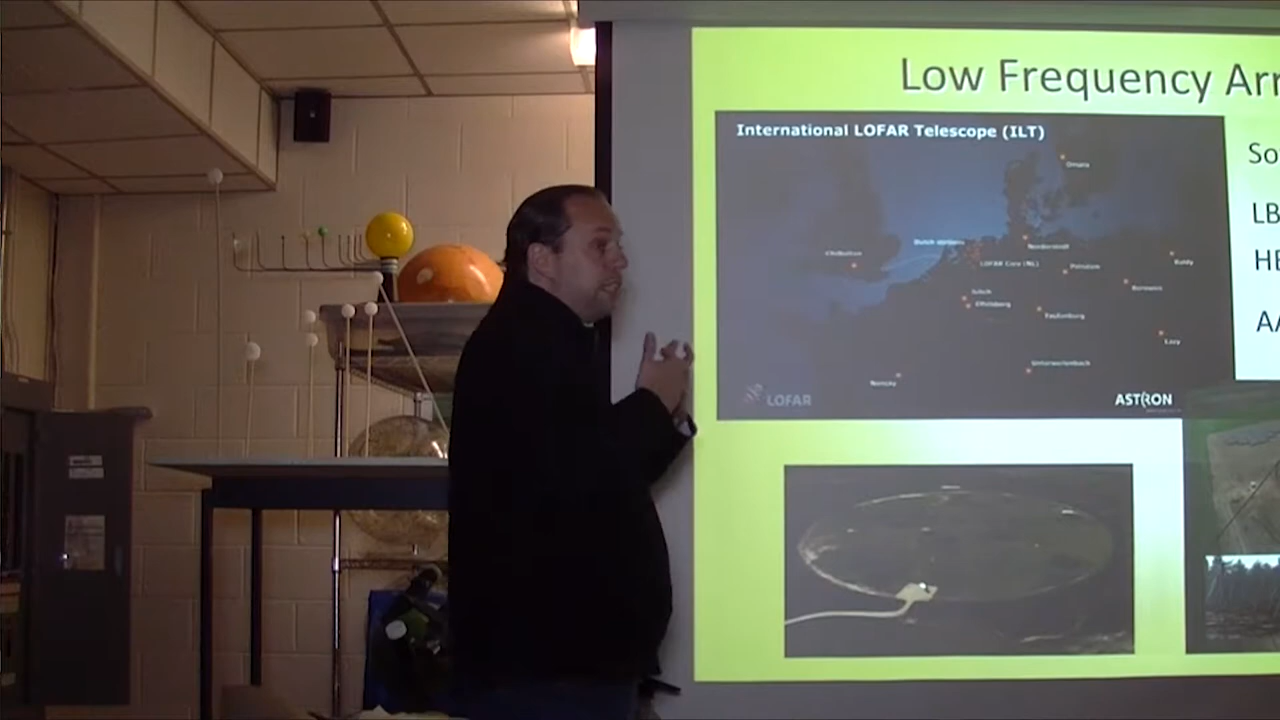 Low Frequency Arr
International LOFAR Telescope (ILT)
So
LB
HE
AA
Onsala
Dutch stations
Norderstedt
Chilbolton
LOFAR Core (NL)
Potsdam
Baldy
Borowiec
Jülich
Effelsberg
Tautenburg
Lazy
Unterweilenbach
Nançay
LOFAR
ASTRON